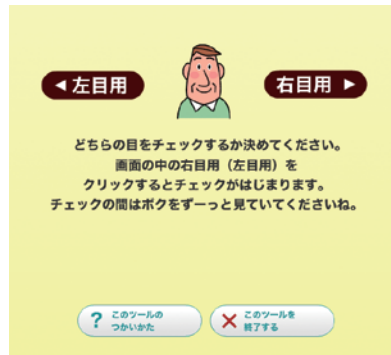 ◀左目用
右目用▶
どちらの目をチェックするか決めてください。
画面の中の右目用（左目用）を
クリックするとチェックがはじまります。
チェックの間はボクをずーっと見ていてくださいね。
? このツールの
つかいかた
× このツールを
終了する